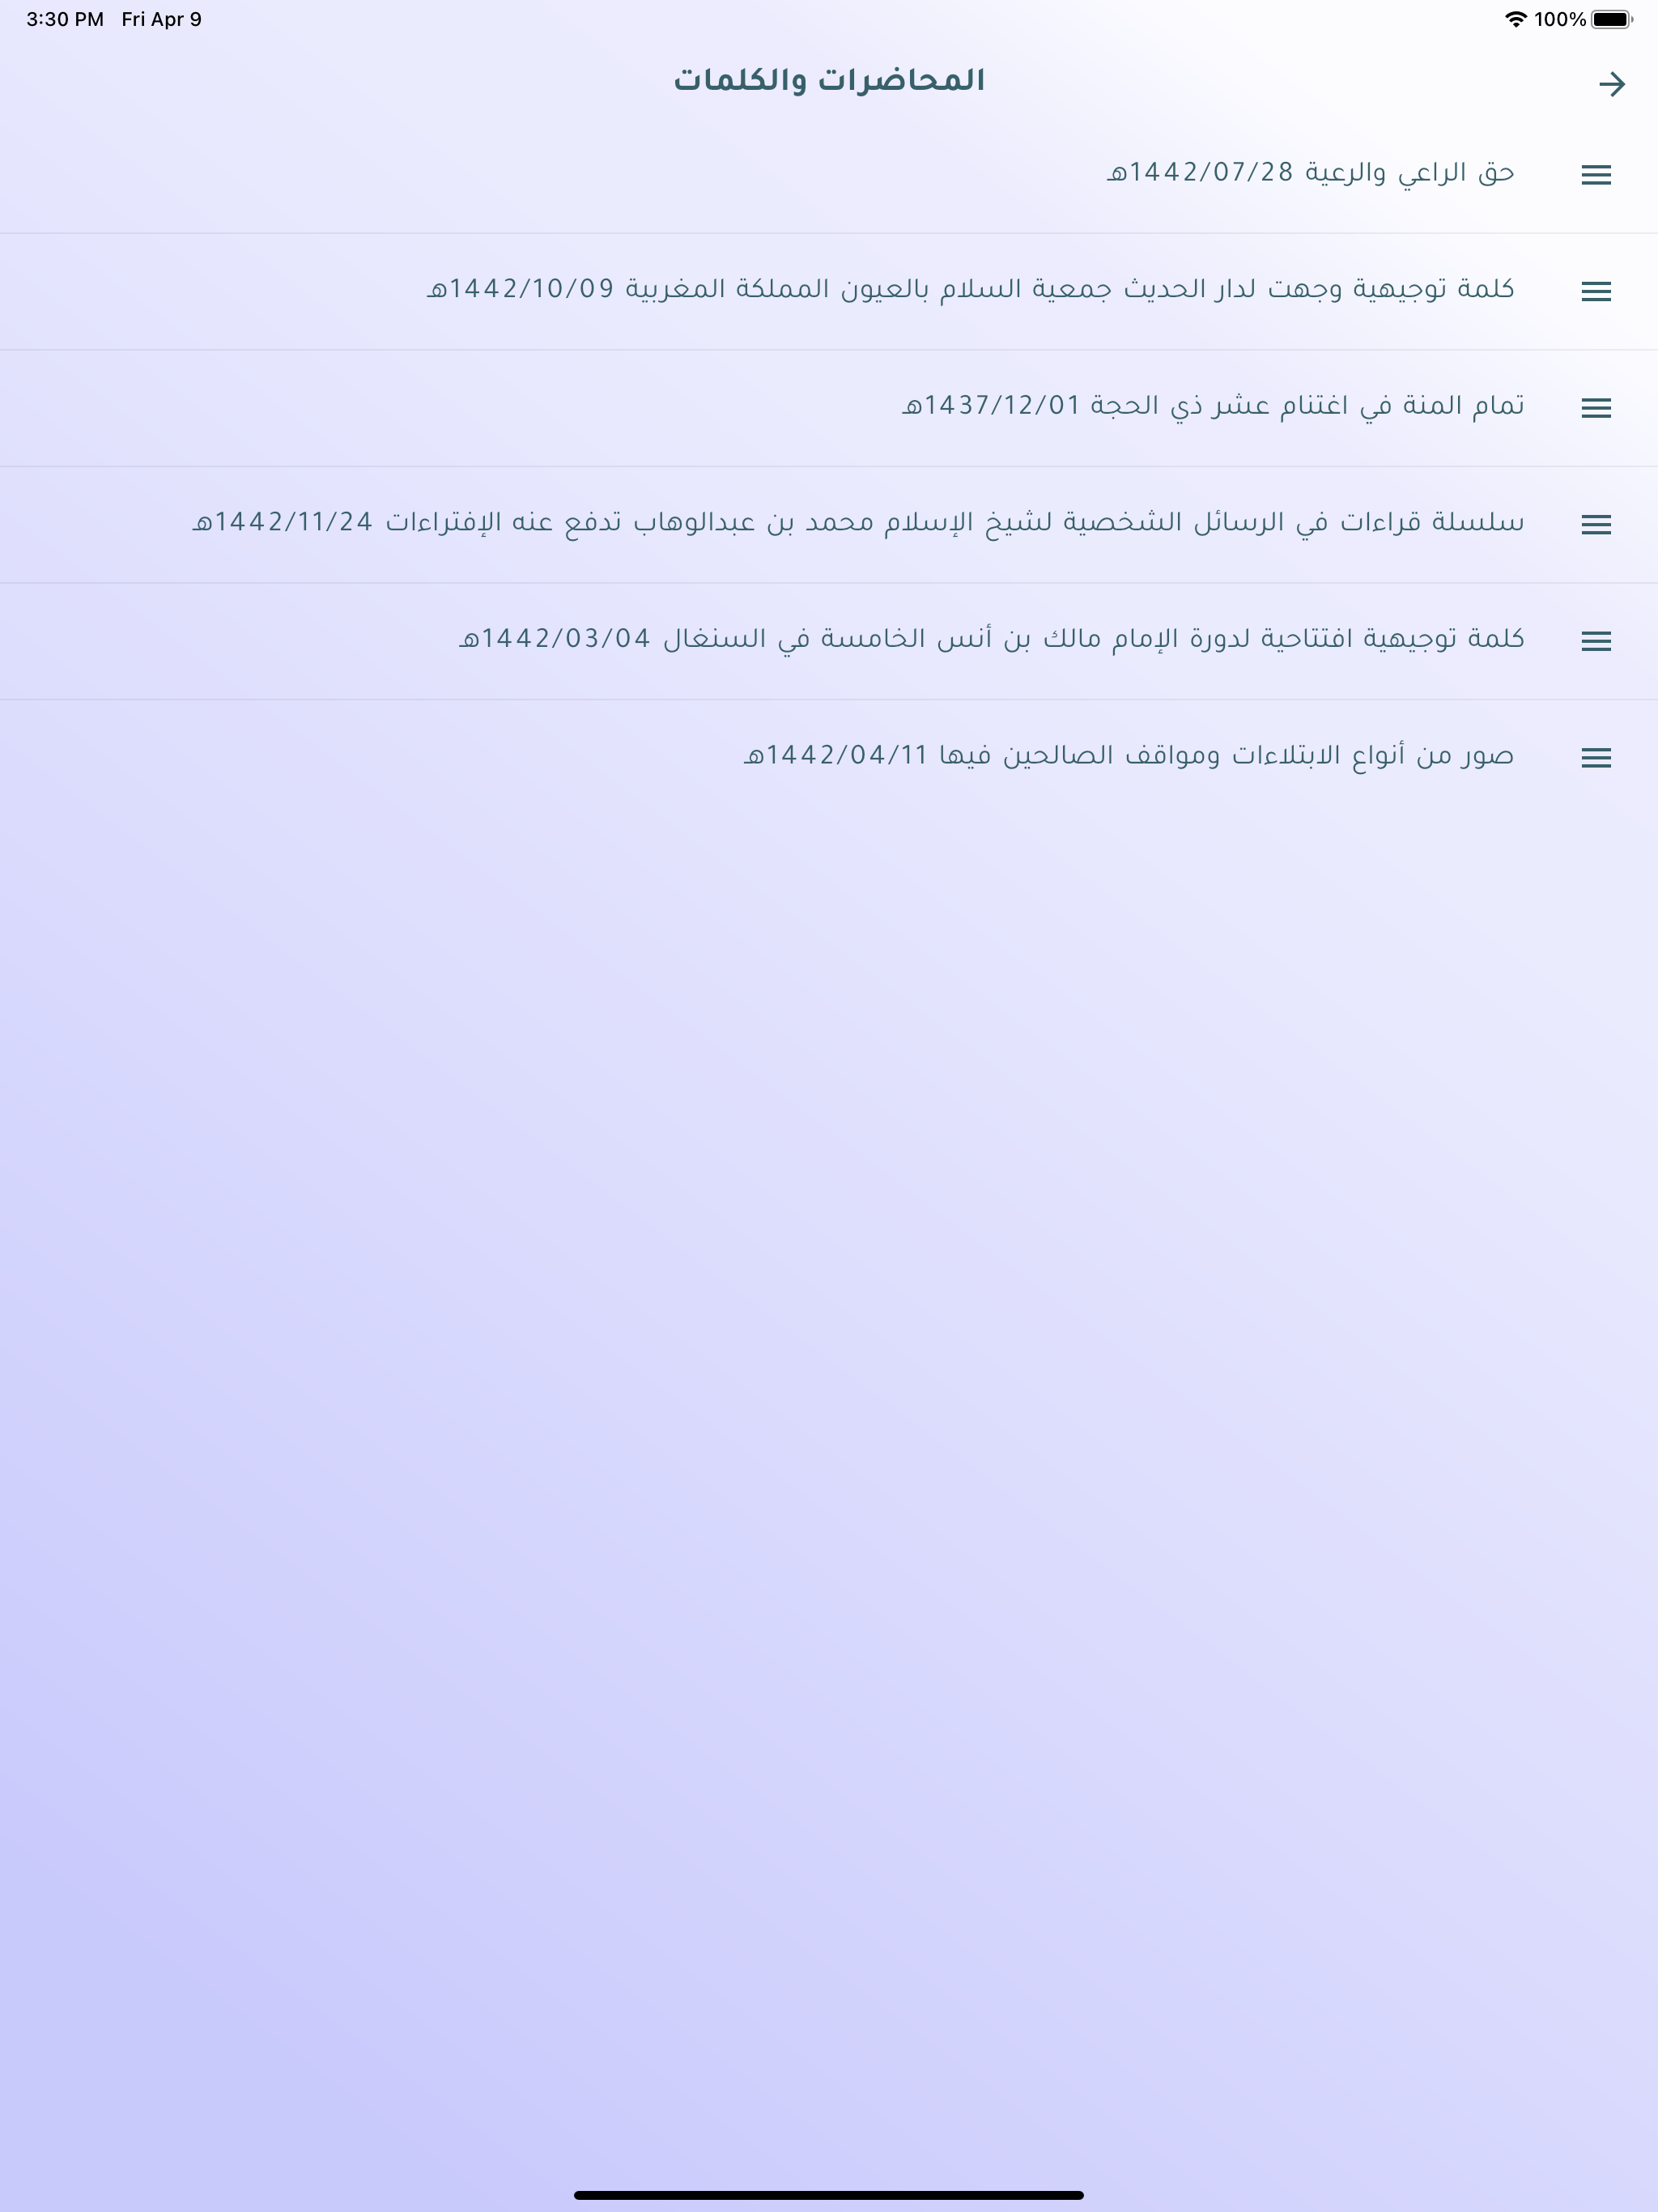 3:30 PM Fri Apr 9 100%
المحاضرات والكلمات
حق الراعي والرعية 1442/07/28هـ
كلمة توجيهية وجهت لدار الحديث جمعية السلام بالعيون المملكة المغربية 1442/10/09هـ
تمام المنة في اغتنام عشر ذي الحجة 1437/12/01هـ
سلسلة قراءات في الرسائل الشخصية لشيخ الإسلام محمد بن عبدالوهاب تدفع عنه الإفتراءات 1442/11/24هـ
كلمة توجيهية افتتاحية لدورة الإمام مالك بن أنس الخامسة في السنغال 1442/03/04هـ
صور من أنواع الابتلاءات ومواقف الصالحين فيها 1442/04/11هـ